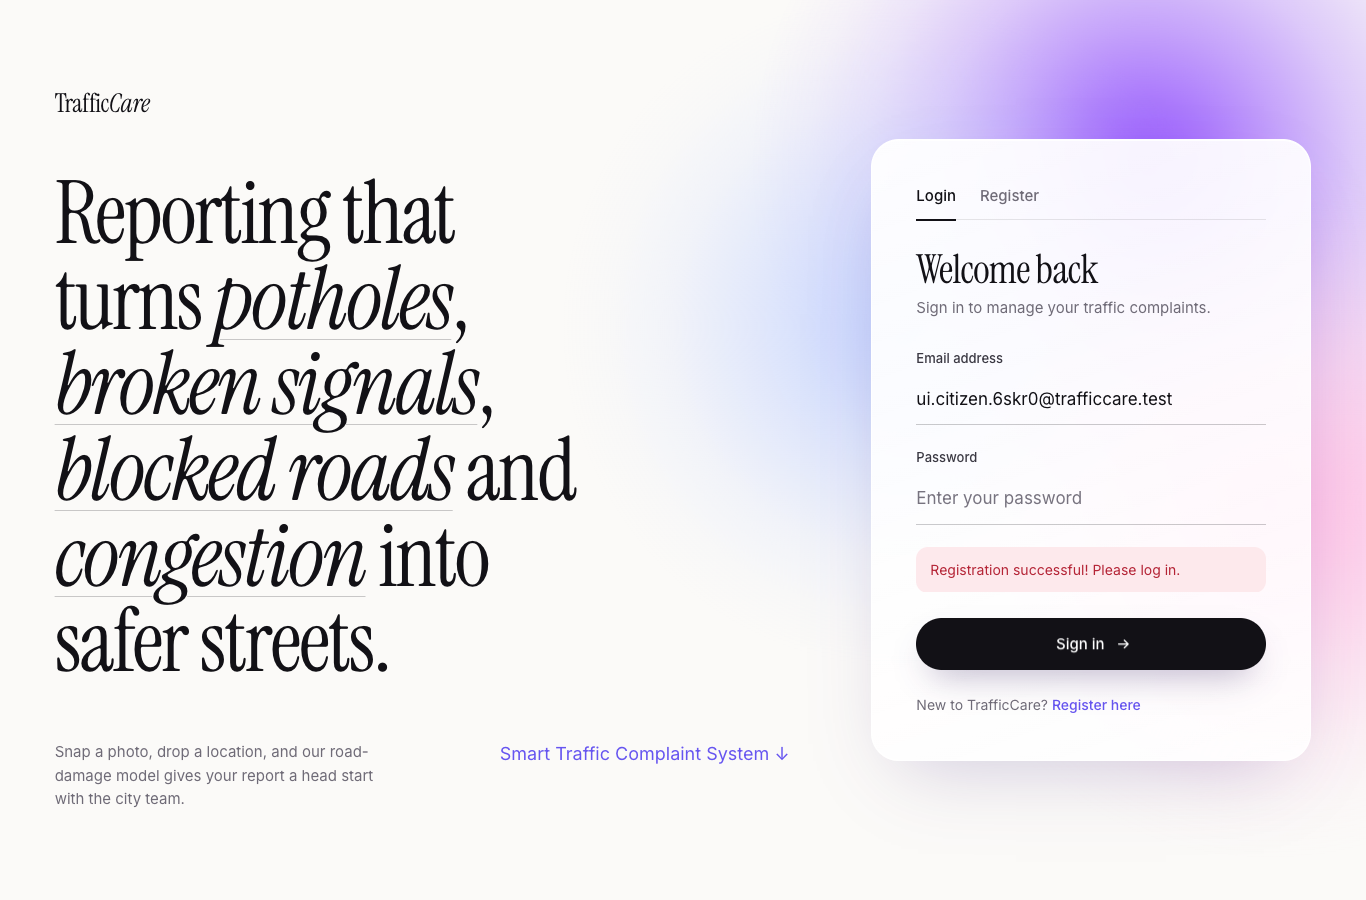 TrafficCare
Reporting that
turns potholes,
broken signals,
blocked roads and
congestion into
safer streets.
Snap a photo, drop a location, and our road-
damage model gives your report a head start
with the city team.
Smart Traffic Complaint System ↓
Login Register
Welcome back
Sign in to manage your traffic complaints.
Email address
ui.citizen.6skr0@trafficcare.test
Password
Enter your password
Registration successful! Please log in.
Sign in →
New to TrafficCare? Register here